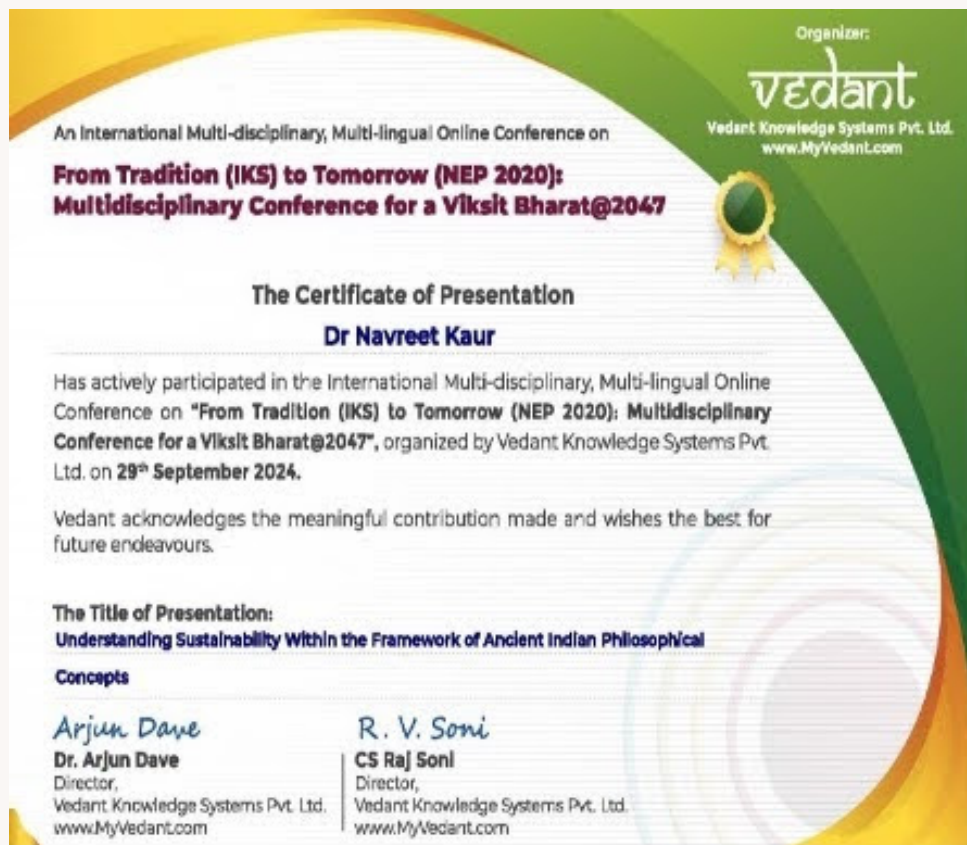 Organizer:
vedant
Vedant Knowledge Systems Pvt. Ltd.
www.MyVedant.com
An International Multi-disciplinary, Multi-lingual Online Conference on
From Tradition (IKS) to Tomorrow (NEP 2020):
Multidisciplinary Conference for a Viksit Bharat@2047
The Certificate of Presentation
Dr Navreet Kaur
Has actively participated in the International Multi-disciplinary, Multi-lingual Online
Conference on "From Tradition (IKS) to Tomorrow (NEP 2020): Multidisciplinary
Conference for a Viksit Bharat@2047", organized by Vedant Knowledge Systems Pvt.
Ltd. on 29th September 2024.
Vedant acknowledges the meaningful contribution made and wishes the best for
future endeavours.
The Title of Presentation:
Understanding Sustainability Within the Framework of Ancient Indian Philosophical
Concepts
Arjun Dave
Dr. Arjun Dave
Director,
Vedant Knowledge Systems Pvt. Ltd.
www.MyVedant.com
R. V. Soni
CS Raj Soni
Director,
Vedant Knowledge Systems Pvt. Ltd.
www.MyVedant.com